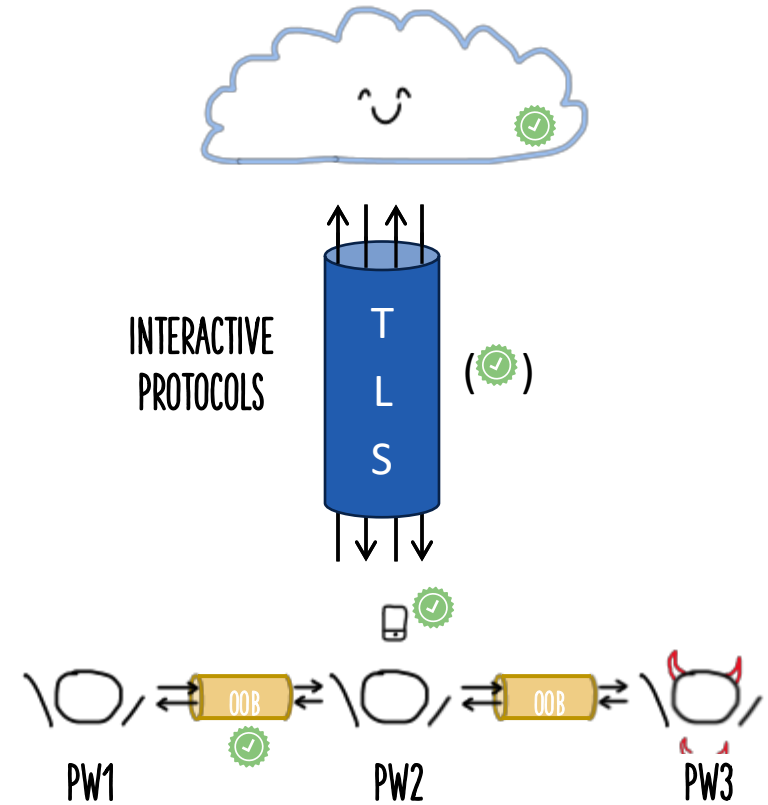 INTERACTIVE
PROTOCOLS
T
L
S
( )
OOB
OOB
PW1
PW2
PW3